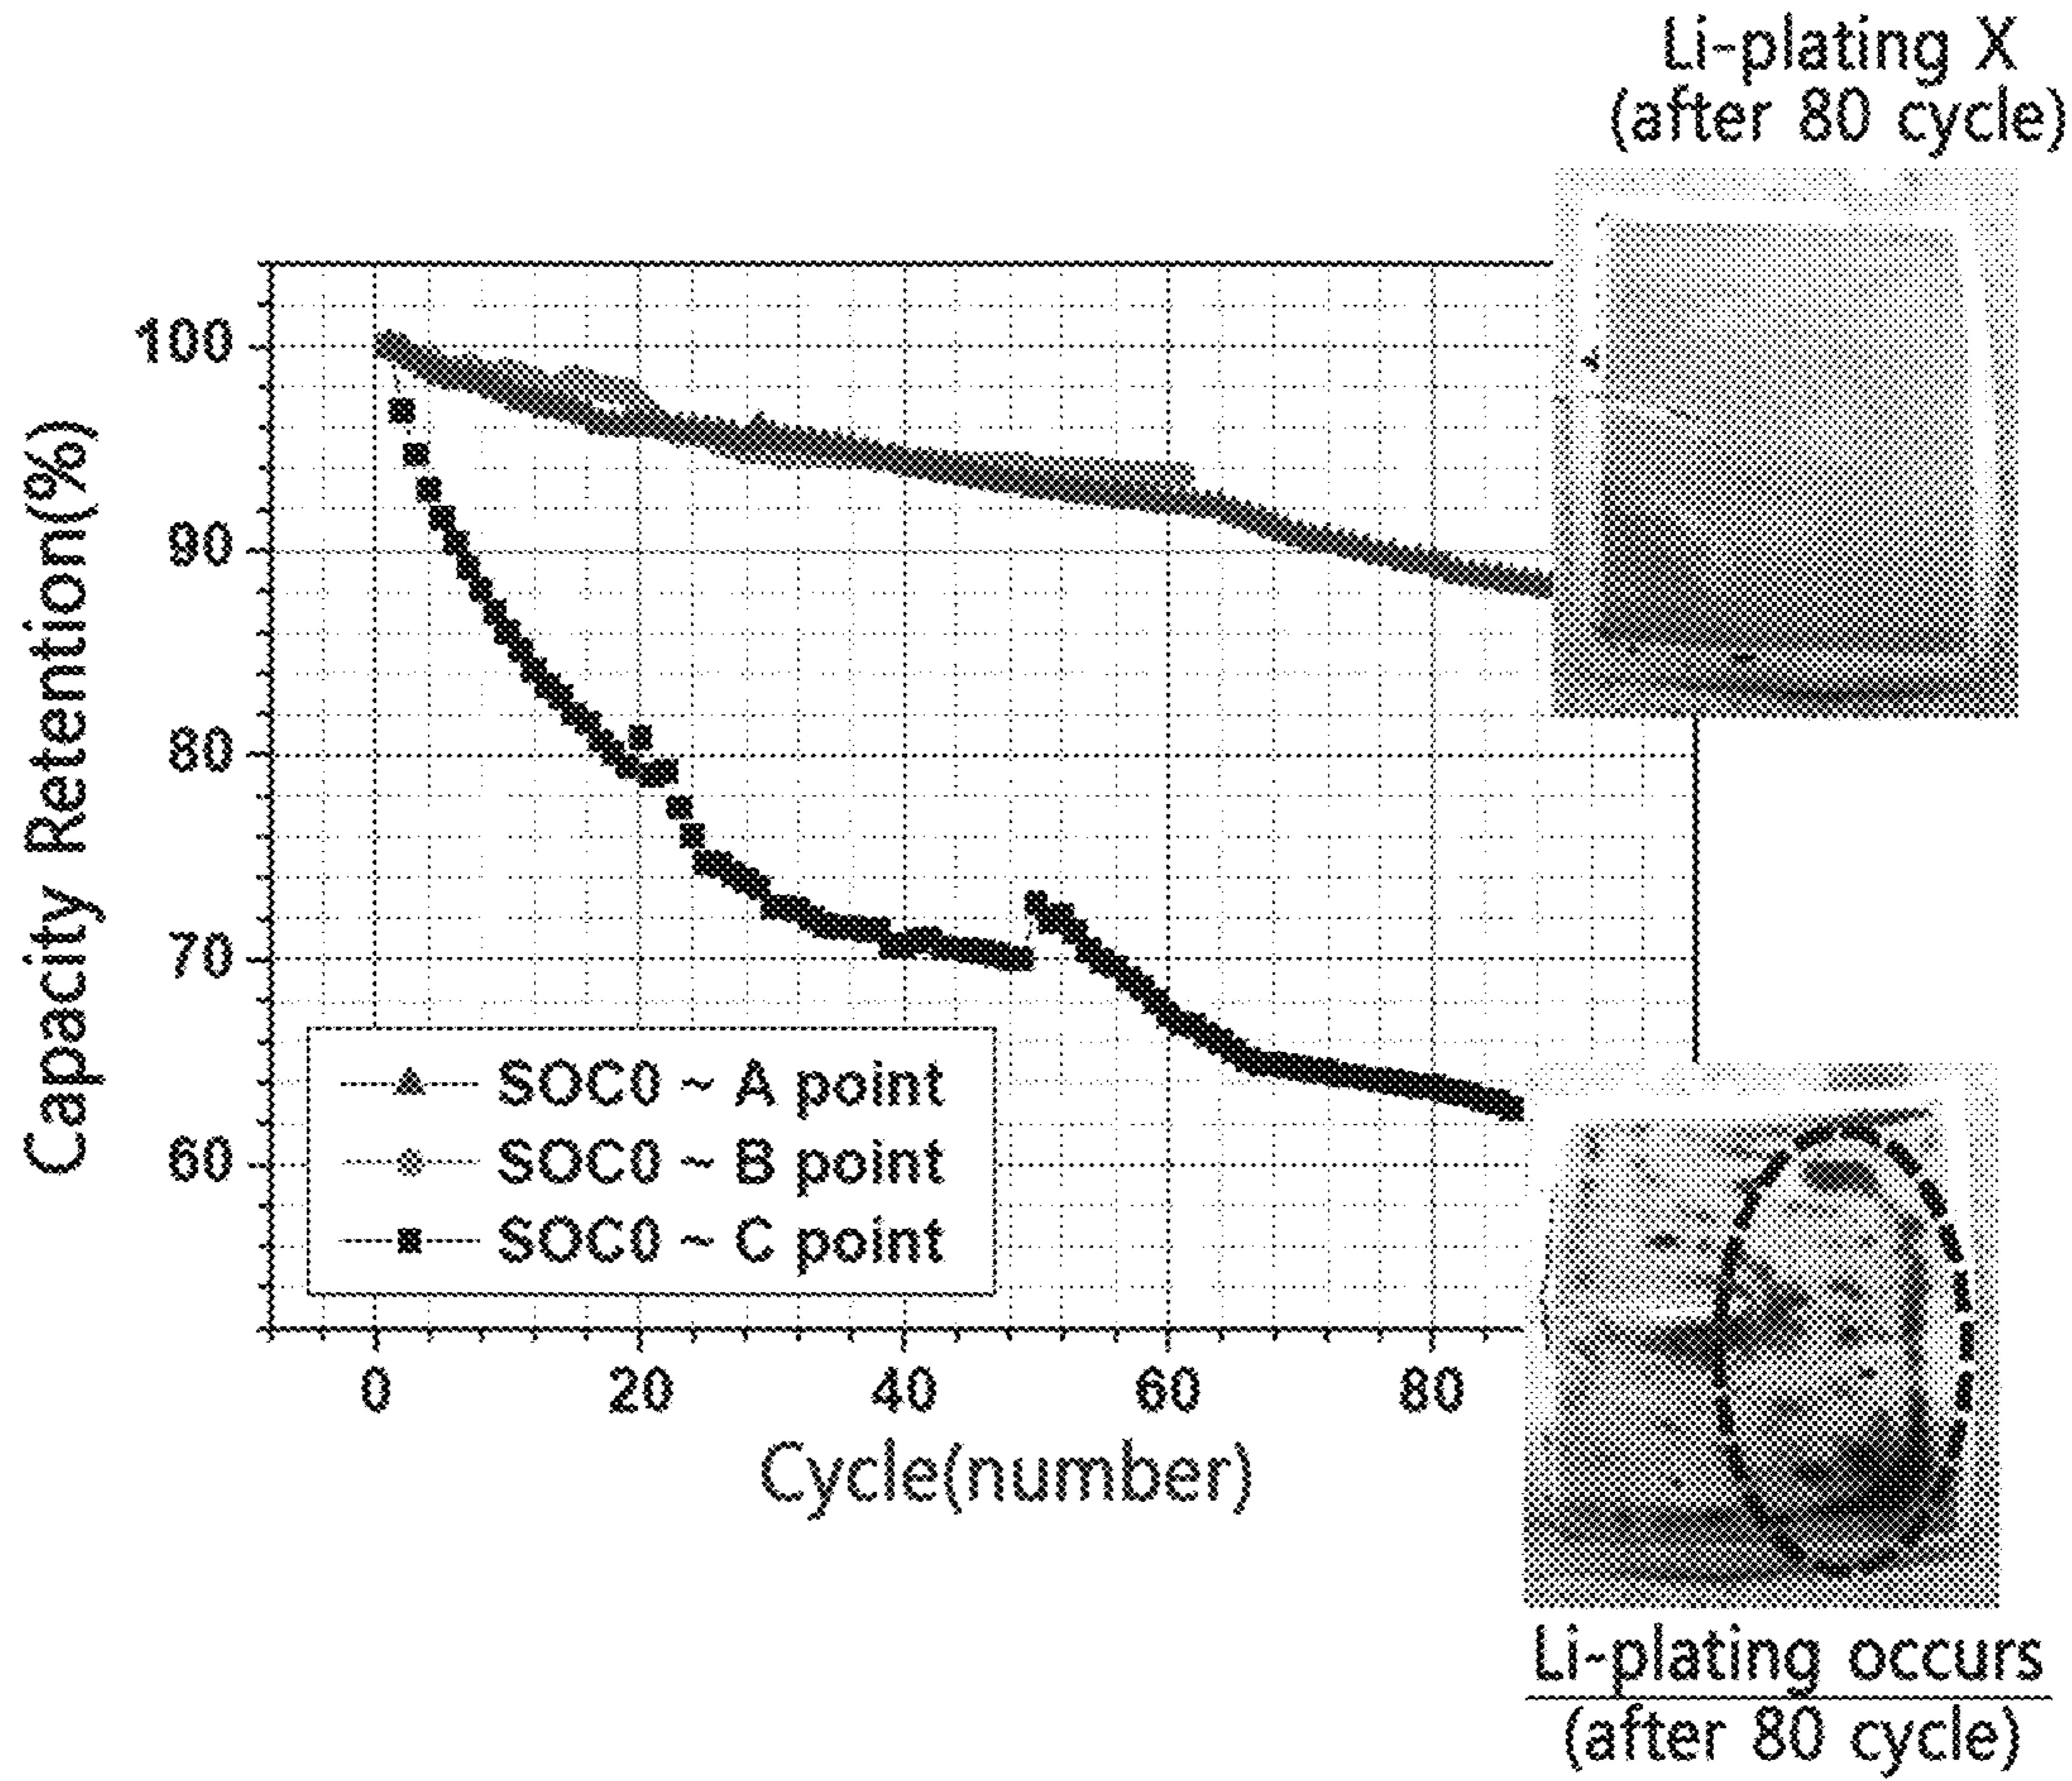 Li-plating X
(after 80 cycle)
100
90
80
70
60
Capacity Retention(%)
SOC0 ~ A point
SOC0 ~ B point
SOC0 ~ C point
0 20 40 60 80
Cycle(number)
Li-plating occurs
(after 80 cycle)